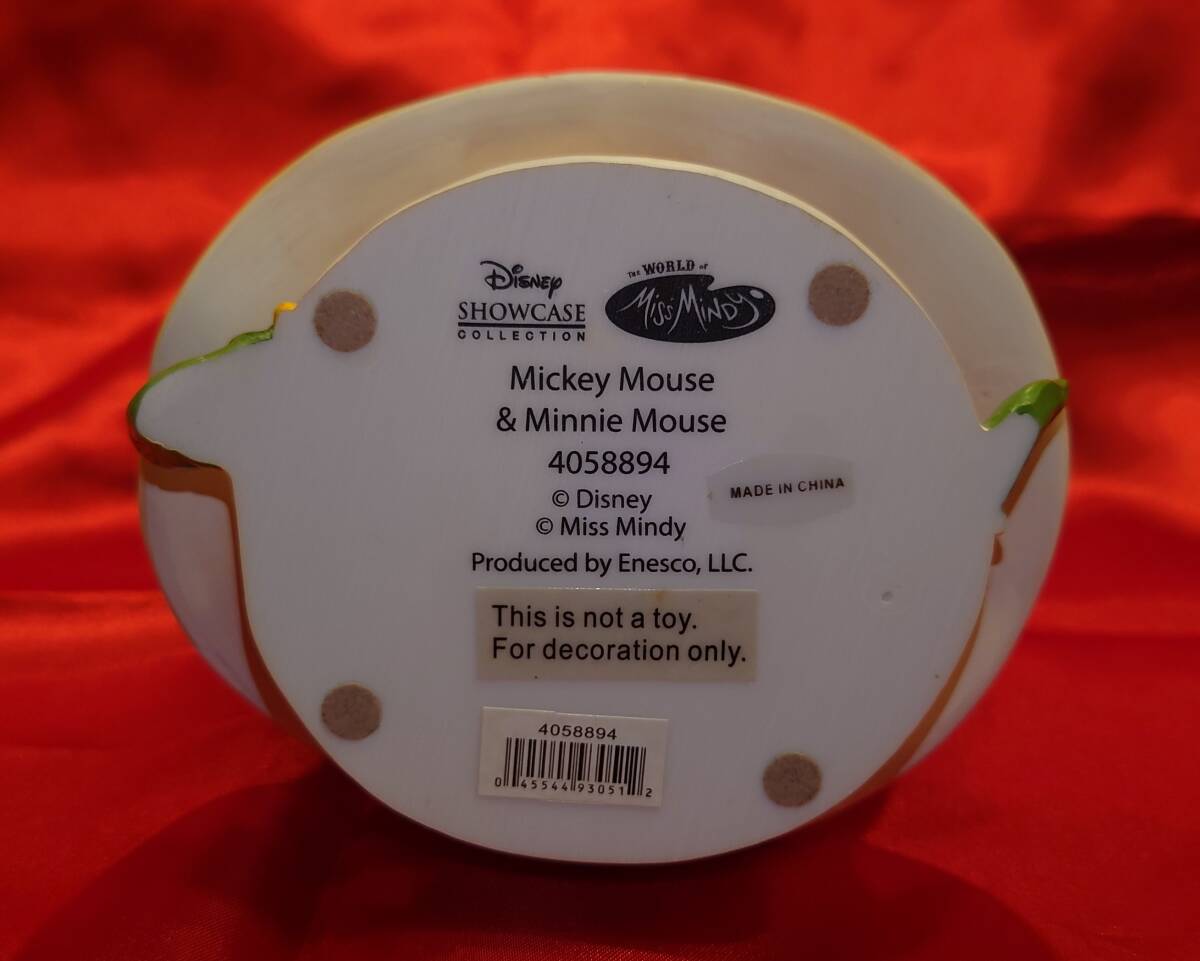 Disney
SHOWCASE
COLLECTION
THE WORLD of
Miss Mindy
Mickey Mouse
& Minnie Mouse
4058894
© Disney
© Miss Mindy
Produced by Enesco, LLC.
MADE IN CHINA
This is not a toy.
For decoration only.
4058894
0 45544 93051 2